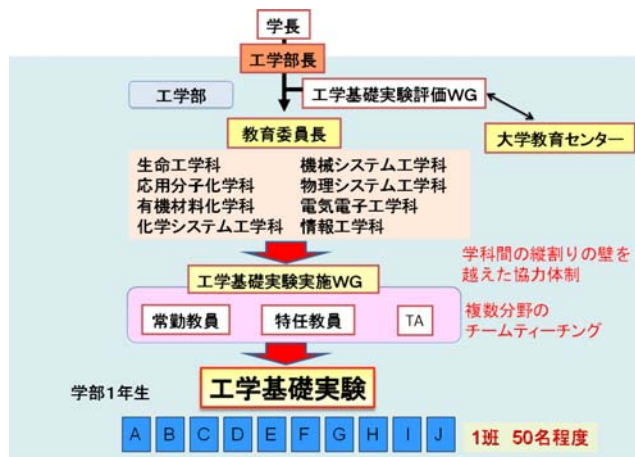 学長
工学部長
工学部
工学基礎実験評価WG
教育委員長
大学教育センター
生命工学科
機械システム工学科
応用分子化学科
物理システム工学科
有機材料化学科
電気電子工学科
化学システム工学科
情報工学科
学科間の縦割りの壁を
越えた協力体制
工学基礎実験実施WG
常勤教員
特任教員
TA
複数分野の
チームティーチング
工学基礎実験
学部1年生
A B C D E F G H I J
1班 50名程度